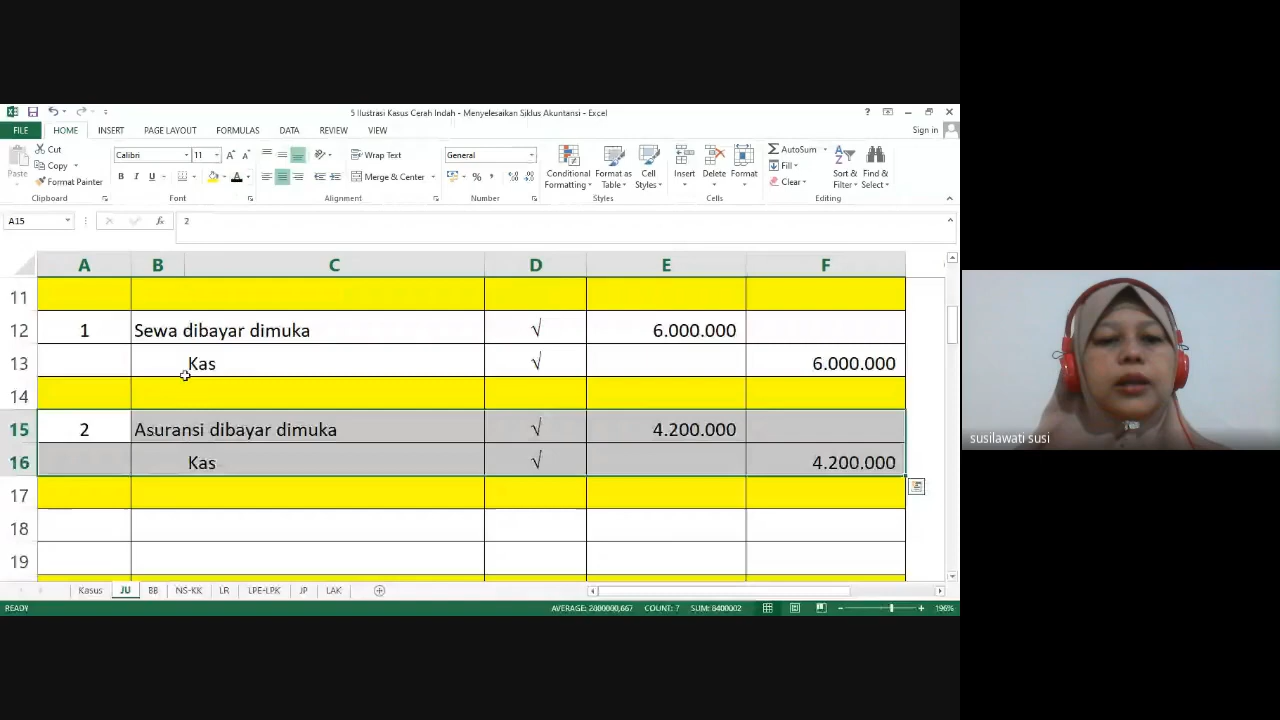 5 Ilustrasi Kasus Cerah Indah - Menyelesaikan Siklus Akuntansi - Excel
FILE HOME INSERT PAGE LAYOUT FORMULAS DATA REVIEW VIEW Sign in
Cut
Copy
Format Painter
Paste
Clipboard
Calibri 11
B I U
Font
Wrap Text
Merge & Center
Alignment
General
Number
Conditional Formatting
Format as Table
Cell Styles
Styles
Insert Delete Format
Cells
AutoSum
Fill
Clear
Sort & Filter
Find & Select
Editing
A15 fx 2
A B C D E F
11
12 1 Sewa dibayar dimuka √ 6.000.000
13 Kas √ 6.000.000
14
15 2 Asuransi dibayar dimuka √ 4.200.000
16 Kas √ 4.200.000
17
18
19
Kasus JU BB NS-KK LR LPE-LPK JP LAK
READY AVERAGE: 2800000,667 COUNT: 7 SUM: 8400002 196%
susilawati susi